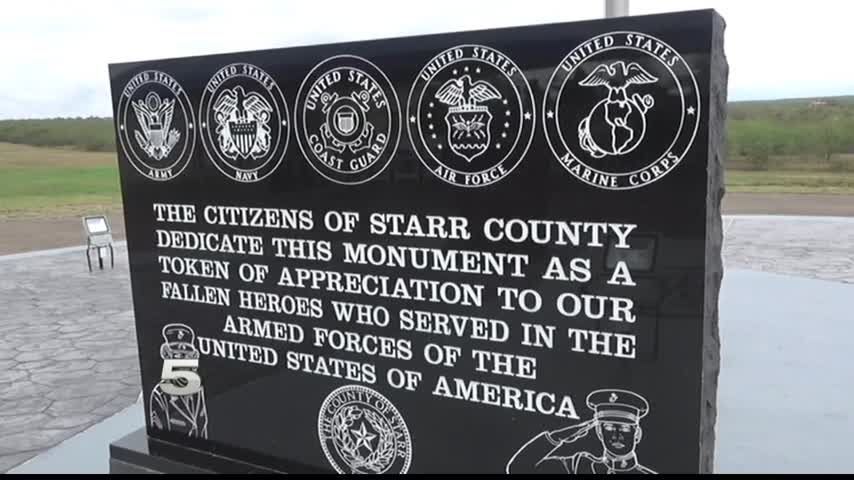 UNITED STATES
ARMY
UNITED STATES
NAVY
UNITED STATES
COAST GUARD
UNITED STATES
AIR FORCE
UNITED STATES
MARINE CORPS
THE CITIZENS OF STARR COUNTY
DEDICATE THIS MONUMENT AS A
TOKEN OF APPRECIATION TO OUR
FALLEN HEROES WHO SERVED IN THE
ARMED FORCES OF THE
UNITED STATES OF AMERICA
5
THE COUNTY OF STARR